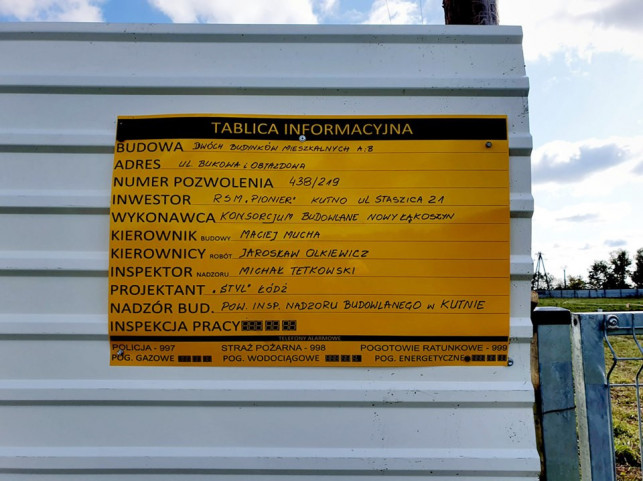 TABLICA INFORMACYJNA
BUDOWA DWÓCH BUDYNKÓW MIESZKALNYCH A i B
ADRES UL BUKOWA i OBJAZDOWA
NUMER POZWOLENIA 438/219
INWESTOR R S M „PIONIER" KUTNO UL STASZICA 21
WYKONAWCA KONSORCJUM BUDOWLANE NOWY ŁĄKOSZYN
KIEROWNIK BUDOWY MACIEJ MUCHA
KIEROWNICY ROBÓT JAROSŁAW OLKIEWICZ
INSPEKTOR NADZORU MICHAŁ TETKOWSKI
PROJEKTANT „STYL" ŁÓDŹ
NADZÓR BUD. POW. INSP. NADZORU BUDOWLANEGO w KUTNIE
INSPEKCJA PRACY
TELEFONY ALARMOWE
POLICJA - 997 STRAŻ POŻARNA - 998 POGOTOWIE RATUNKOWE - 999
POG. GAZOWE POG. WODOCIĄGOWE POG. ENERGETYCZNE